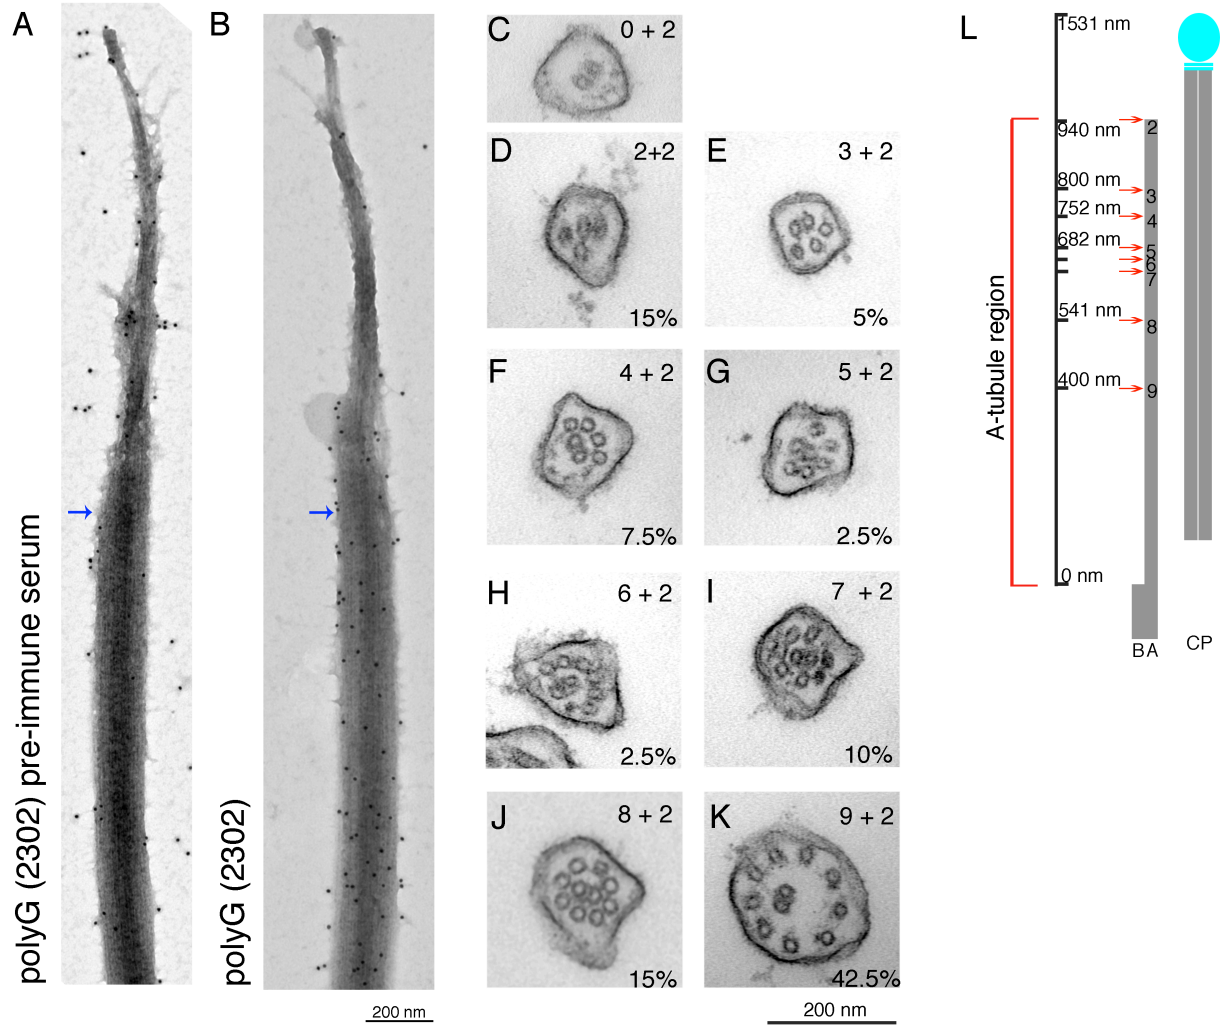 A
polyG (2302) pre-immune serum
B
polyG (2302)
200 nm
C
0 + 2
D
2+2
15%
E
3 + 2
5%
F
4 + 2
7.5%
G
5 + 2
2.5%
H
6 + 2
2.5%
I
7 + 2
10%
J
8 + 2
15%
K
9 + 2
42.5%
200 nm
L
A-tubule region
1531 nm
940 nm
800 nm
752 nm
682 nm
541 nm
400 nm
0 nm
2
3
4
5
6
7
8
9
B A
CP